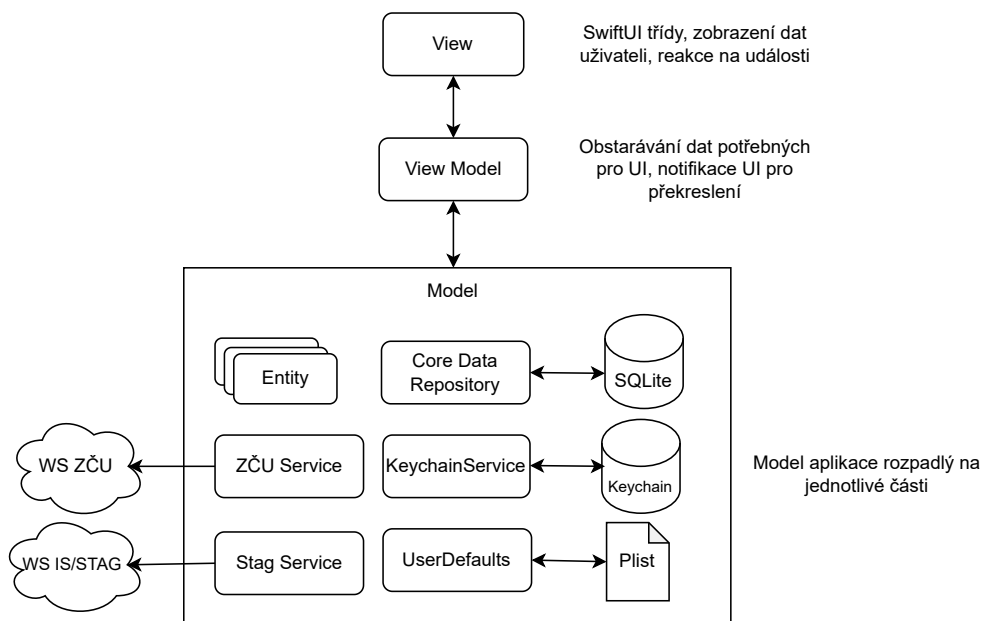 View
SwiftUI třídy, zobrazení dat
uživateli, reakce na události
View Model
Obstarávání dat potřebných
pro UI, notifikace UI pro
překreslení
Model
Entity
Core Data
Repository
SQLite
WS ZČU
ZČU Service
KeychainService
Keychain
Model aplikace rozpadlý na
jednotlivé části
WS IS/STAG
Stag Service
UserDefaults
Plist